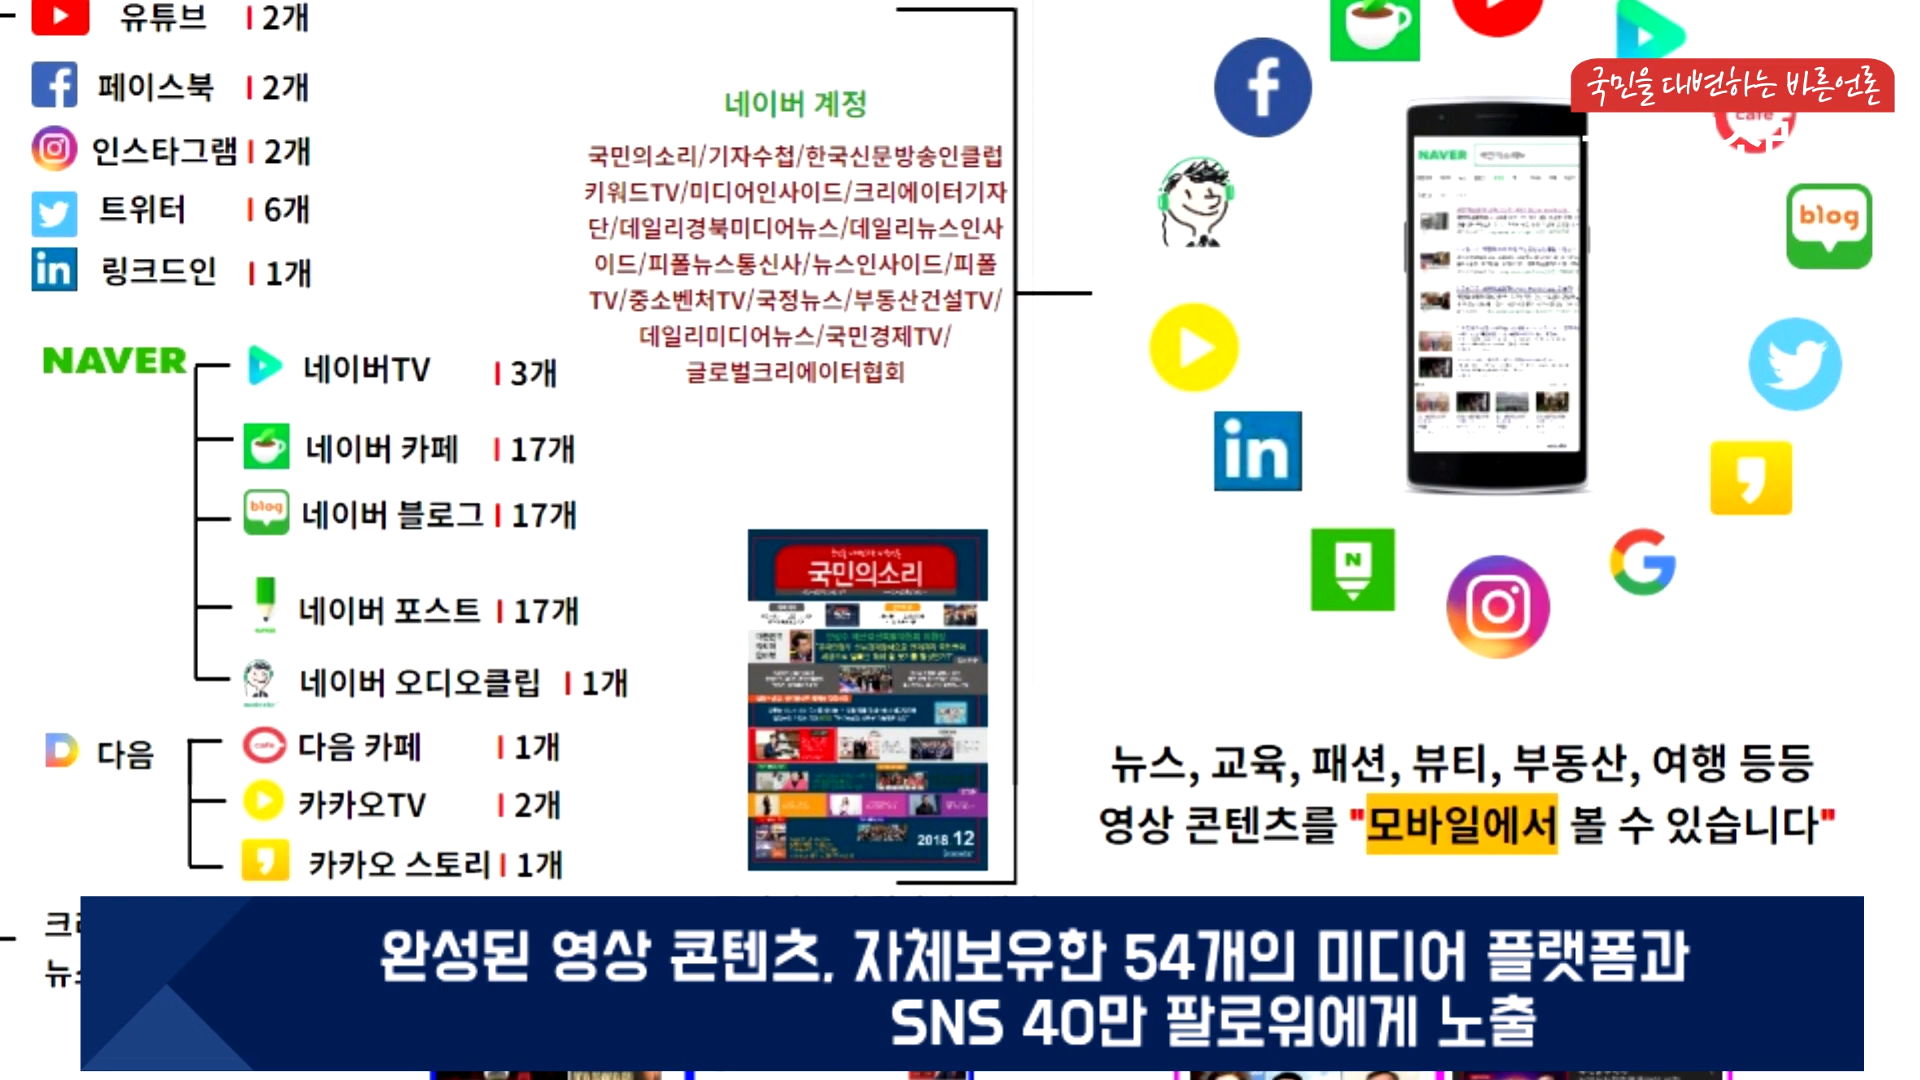 유튜브 | 2개
페이스북 | 2개
인스타그램 | 2개
트위터 | 6개
링크드인 | 1개
NAVER
네이버TV | 3개
네이버 카페 | 17개
blog 네이버 블로그 | 17개
네이버 포스트 | 17개
네이버 오디오클립 | 1개
다음
cafe 다음 카페 | 1개
카카오TV | 2개
카카오 스토리 | 1개
네이버 계정
국민의소리/기자수첩/한국신문방송인클럽
키워드TV/미디어인사이드/크리에이터기자
단/데일리경북미디어뉴스/데일리뉴스인사
이드/피폴뉴스통신사/뉴스인사이드/피폴
TV/중소벤처TV/국정뉴스/부동산건설TV/
데일리미디어뉴스/국민경제TV/
글로벌크리에이터협회
국민의소리
2018 12
국민을 대변하는 바른언론
cafe
NAVER
blog
in
N
뉴스, 교육, 패션, 뷰티, 부동산, 여행 등등
영상 콘텐츠를 "모바일에서 볼 수 있습니다"
완성된 영상 콘텐츠, 자체보유한 54개의 미디어 플랫폼과
SNS 40만 팔로워에게 노출